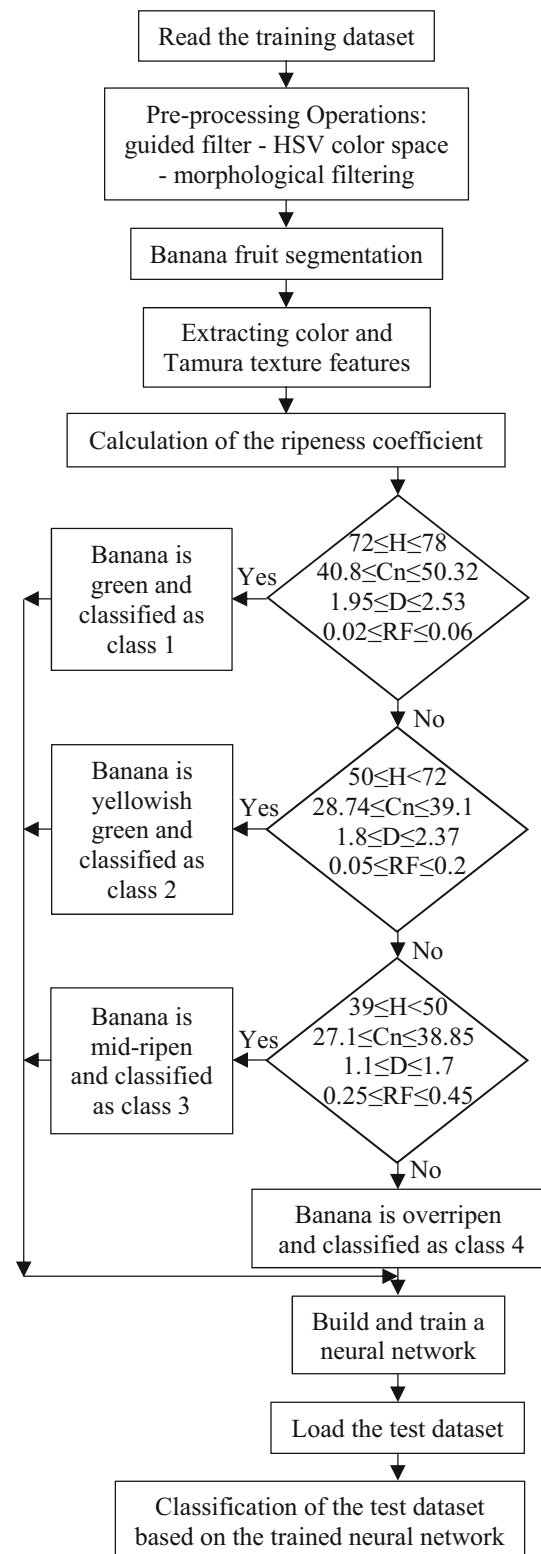 Read the training dataset
Pre-processing Operations:
guided filter - HSV color space
- morphological filtering
Banana fruit segmentation
Extracting color and
Tamura texture features
Calculation of the ripeness coefficient
72≤H≤78
40.8≤Cn≤50.32
1.95≤D≤2.53
0.02≤RF≤0.06
Yes
Banana is
green and
classified as
class 1
No
50≤H<72
28.74≤Cn≤39.1
1.8≤D≤2.37
0.05≤RF≤0.2
Yes
Banana is
yellowish
green and
classified as
class 2
No
39≤H<50
27.1≤Cn≤38.85
1.1≤D≤1.7
0.25≤RF≤0.45
Yes
Banana is
mid-ripen
and classified
as class 3
No
Banana is overripen
and classified as class 4
Build and train a
neural network
Load the test dataset
Classification of the test dataset
based on the trained neural network